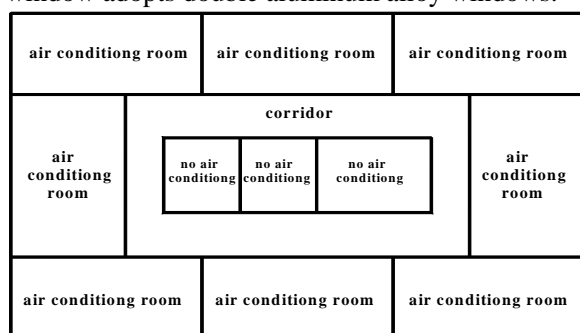 window adopts double aluminum alloy windows.
air conditiong room
air conditiong room
air conditiong room
corridor
air
conditiong
room
no air
conditiong
no air
conditiong
no air
conditiong
air
conditiong
room
air conditiong room
air conditiong room
air conditiong room